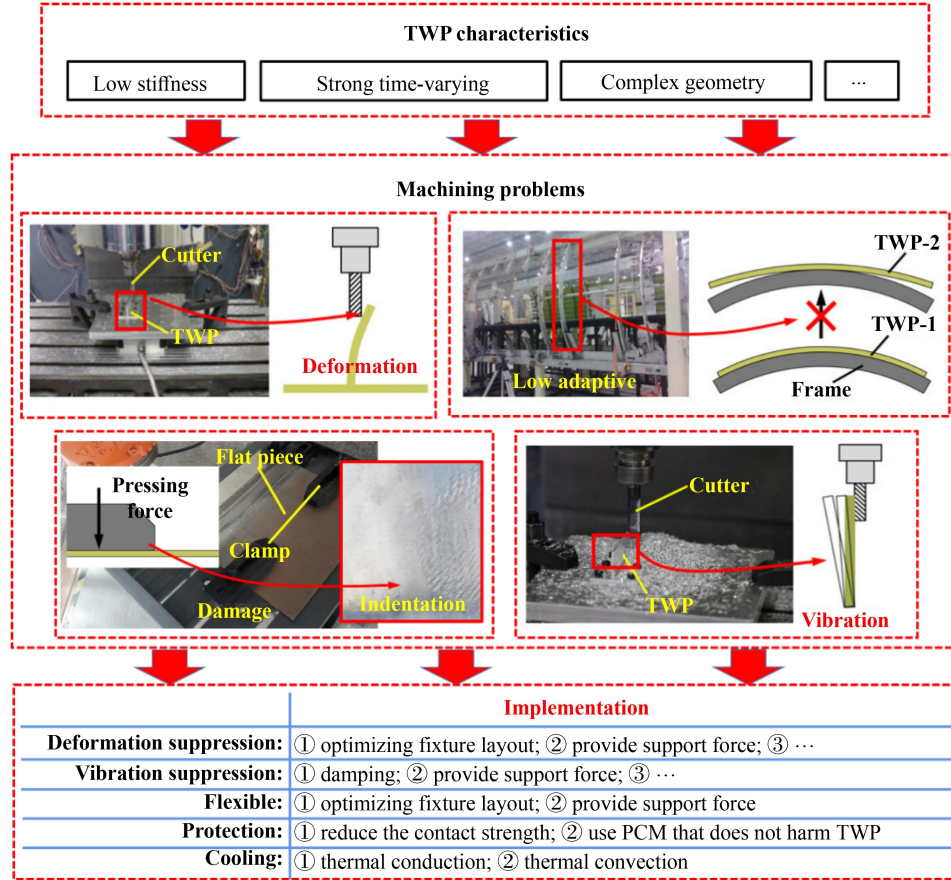 TWP characteristics
Low stiffness
Strong time-varying
Complex geometry
...
Machining problems
Cutter
TWP
Deformation
Low adaptive
TWP-2
TWP-1
Frame
Pressing
force
Flat piece
Clamp
Damage
Indentation
Cutter
TWP
Vibration
Implementation
Deformation suppression: ① optimizing fixture layout; ② provide support force; ③ ...
Vibration suppression: ① damping; ② provide support force; ③ ...
Flexible: ① optimizing fixture layout; ② provide support force
Protection: ① reduce the contact strength; ② use PCM that does not harm TWP
Cooling: ① thermal conduction; ② thermal convection